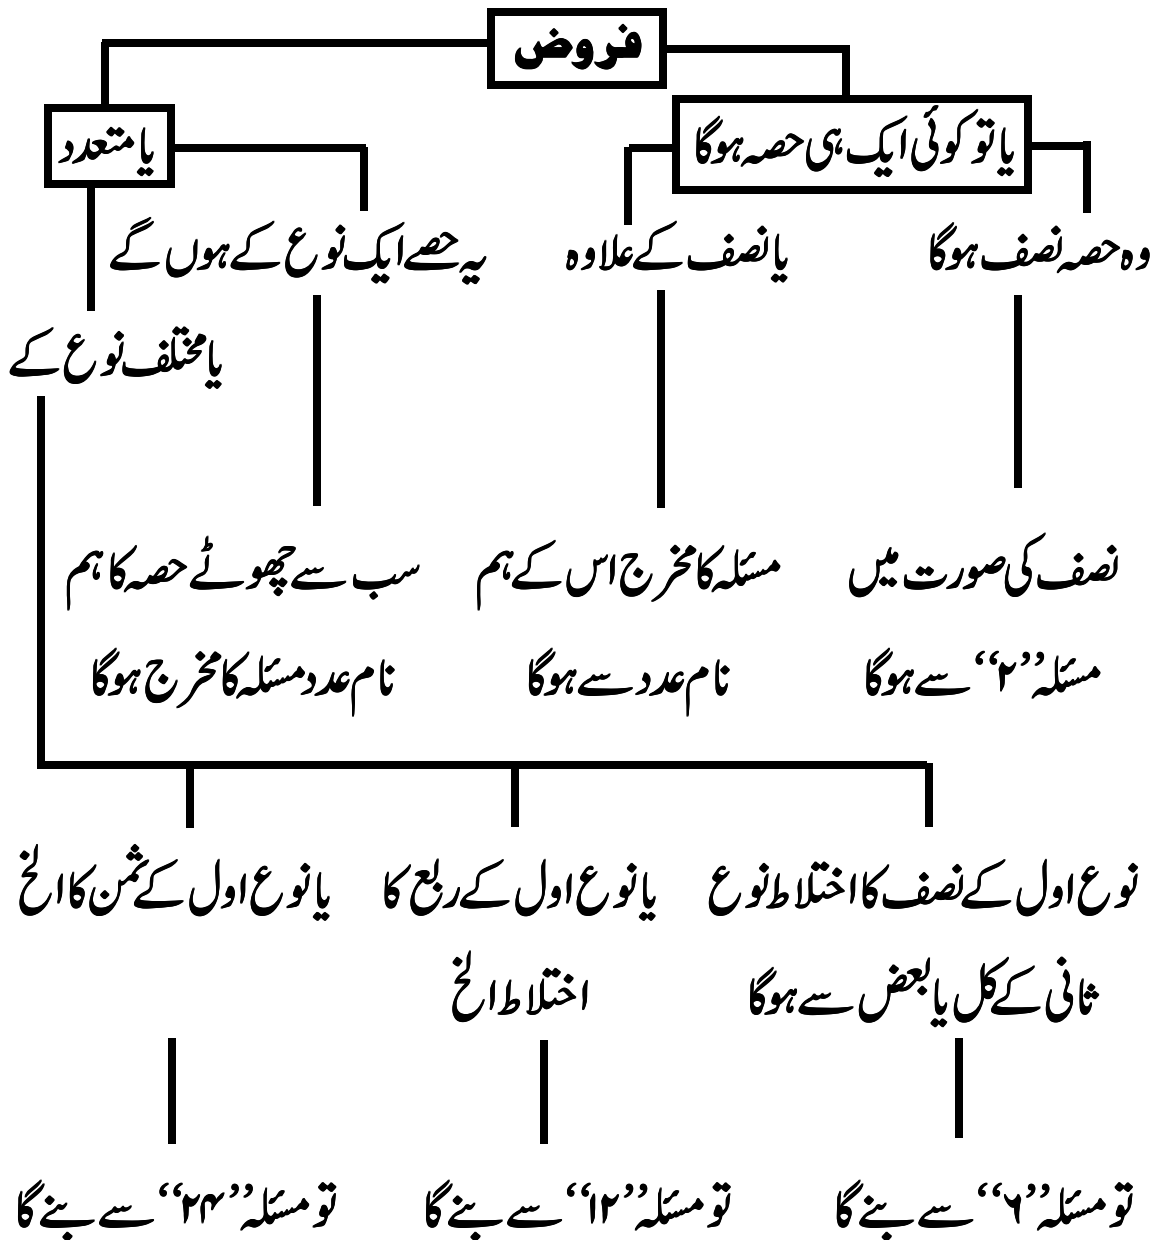 فروض
یا تو کوئی ایک ہی حصہ ہوگا
یا متعدد
وہ حصہ نصف ہوگا
یا نصف کے علاوہ
یہ حصے ایک نوع کے ہوں گے
یا مختلف نوع کے
نصف کی صورت میں
مسئلہ ’’۲‘‘ سے ہوگا
مسئلہ کا مخرج اس کے ہم
نام عدد سے ہوگا
سب سے چھوٹے حصہ کا ہم
نام عدد مسئلہ کا مخرج ہوگا
نوع اول کے نصف کا اختلاط نوع
ثانی کے کل یا بعض سے ہوگا
یا نوع اول کے ربع کا
اختلاط الخ
یا نوع اول کے ثمن کا الخ
تو مسئلہ ’’۶‘‘ سے بنے گا
تو مسئلہ ’’۱۲‘‘ سے بنے گا
تو مسئلہ ’’۲۴‘‘ سے بنے گا